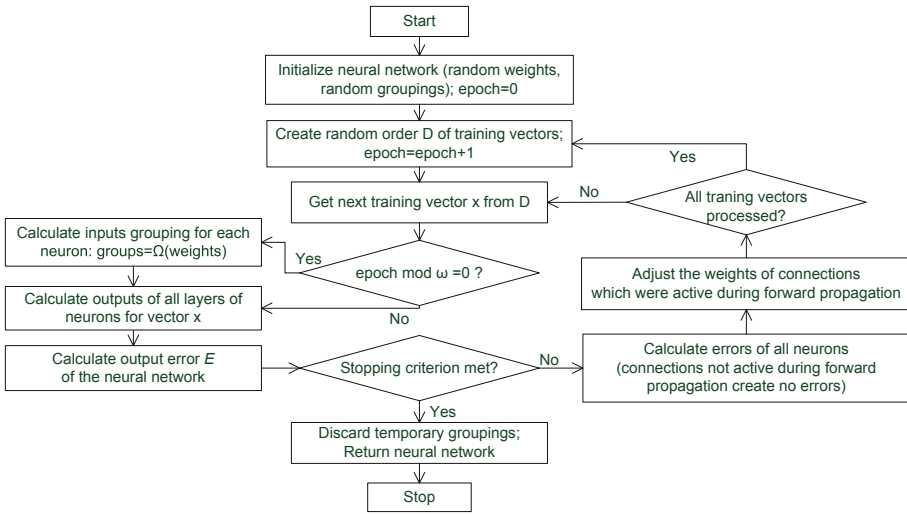 Start
Initialize neural network (random weights,
random groupings); epoch=0
Create random order D of training vectors;
epoch=epoch+1
Yes
Get next training vector x from D
No
All traning vectors
processed?
Calculate inputs grouping for each
neuron: groups=Ω(weights)
Yes
epoch mod ω =0 ?
Adjust the weights of connections
which were active during forward propagation
Calculate outputs of all layers of
neurons for vector x
No
Calculate output error E
of the neural network
Stopping criterion met?
No
Calculate errors of all neurons
(connections not active during forward
propagation create no errors)
Yes
Discard temporary groupings;
Return neural network
Stop